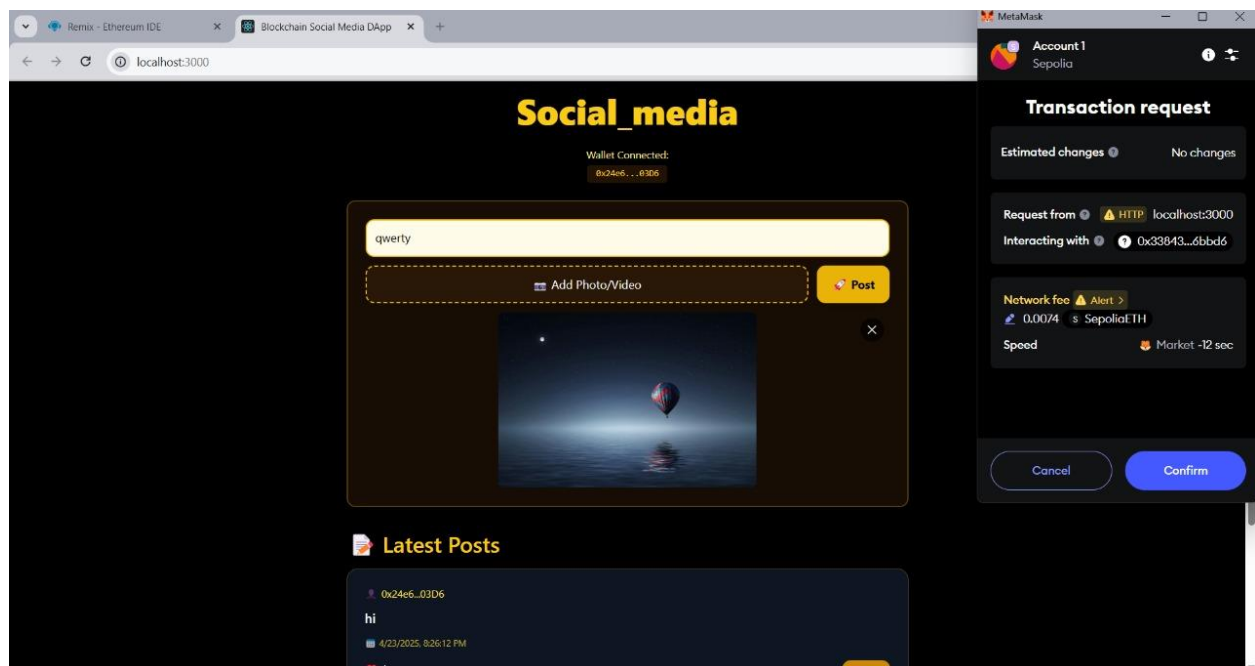 Remix - Ethereum IDE
Blockchain Social Media DApp
localhost:3000
Social_media
Wallet Connected:
0x24e6...03D6
qwerty
Add Photo/Video
Post
Latest Posts
0x24e6...03D6
hi
4/23/2025, 8:26:12 PM
MetaMask
Account 1
Sepolia
Transaction request
Estimated changes
No changes
Request from HTTP localhost:3000
Interacting with ? 0x33843...6bbd6
Network fee Alert >
0.0074 S SepoliaETH
Speed Market ~12 sec
Cancel
Confirm